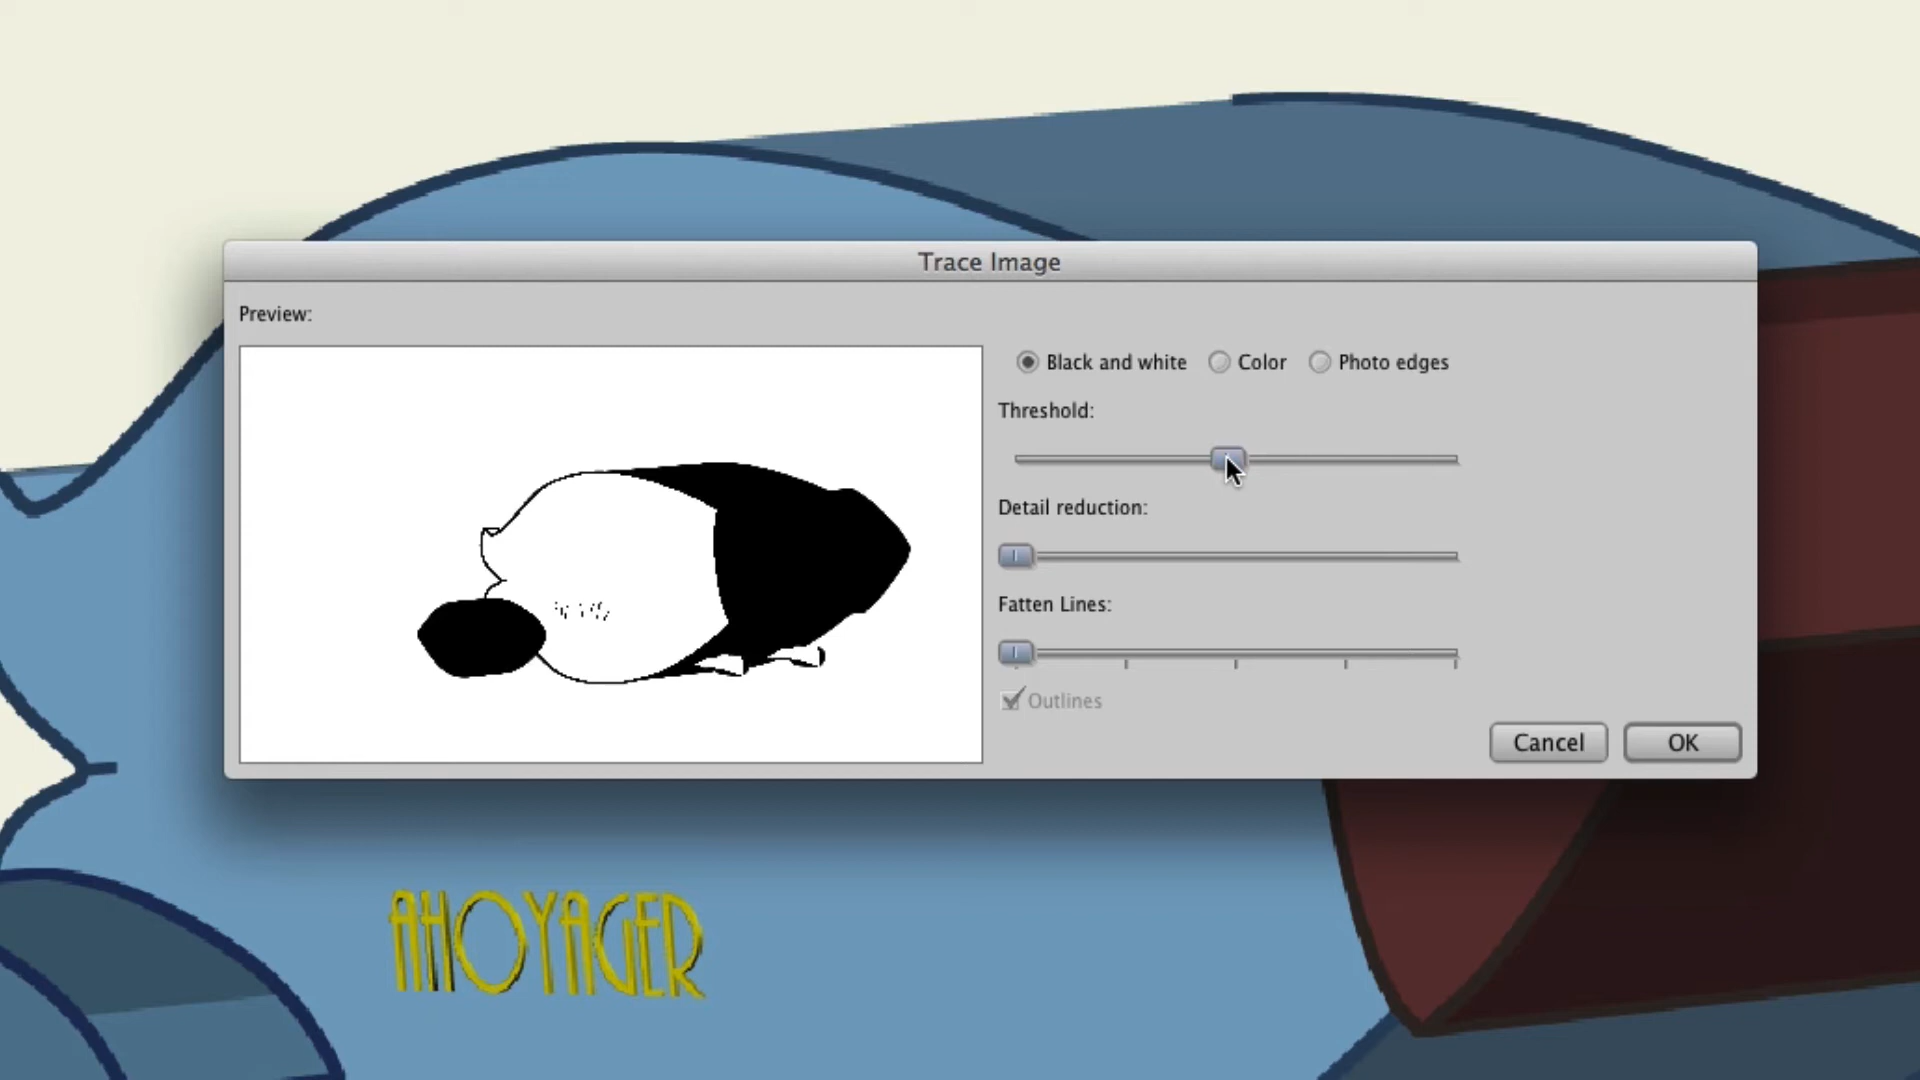 Trace Image
Preview:
Black and white Color Photo edges
Threshold:
Detail reduction:
Fatten Lines:
Outlines
Cancel OK
AHOYAGER